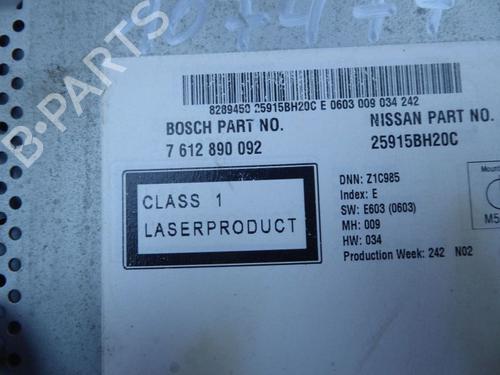 8289450 25915BH20C E 0603 009 034 242
BOSCH PART NO.
7 612 890 092
NISSAN PART NO.
25915BH20C
CLASS 1
LASERPRODUCT
DNN: Z1C985
Index: E
SW: E603 (0603)
MH: 009
HW: 034
Production Week: 242 N02
B-PARTS